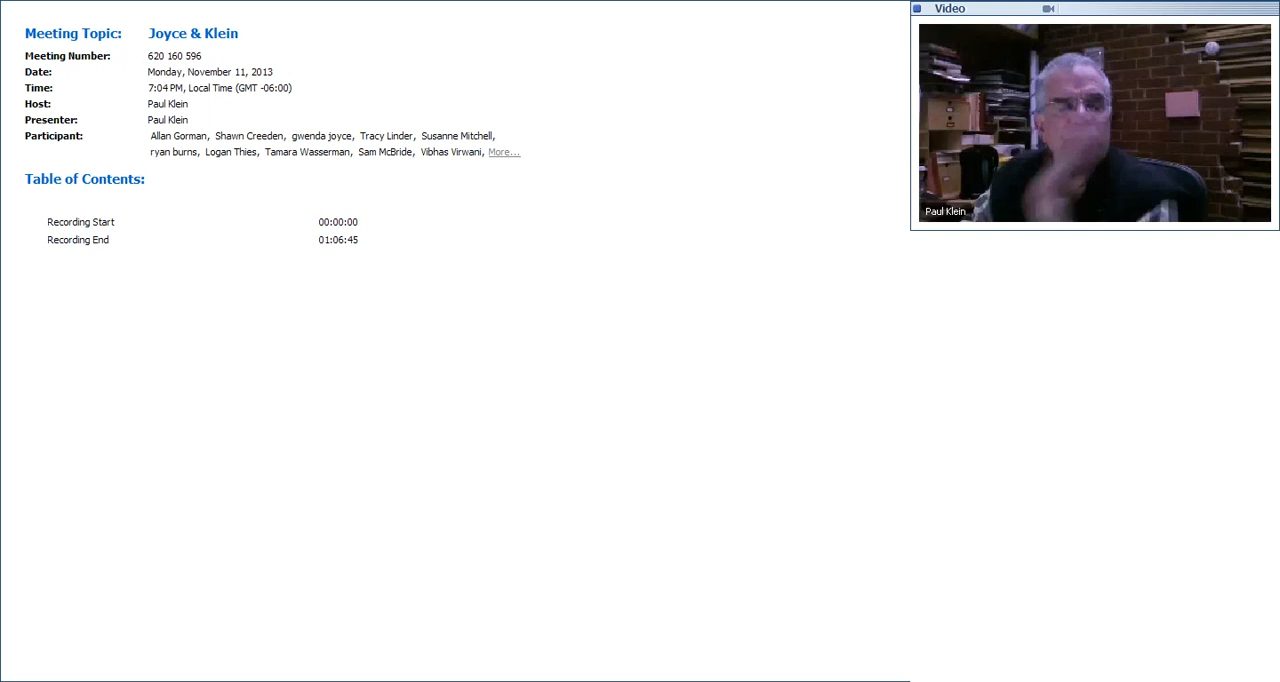 Meeting Topic: Joyce & Klein
Meeting Number: 620 160 596
Date: Monday, November 11, 2013
Time: 7:04 PM, Local Time (GMT -06:00)
Host: Paul Klein
Presenter: Paul Klein
Participant: Allan Gorman, Shawn Creeden, gwenda joyce, Tracy Linder, Susanne Mitchell,
ryan burns, Logan Thies, Tamara Wasserman, Sam McBride, Vibhas Virwani, More...
Table of Contents:
Recording Start 00:00:00
Recording End 01:06:45
Video
Paul Klein